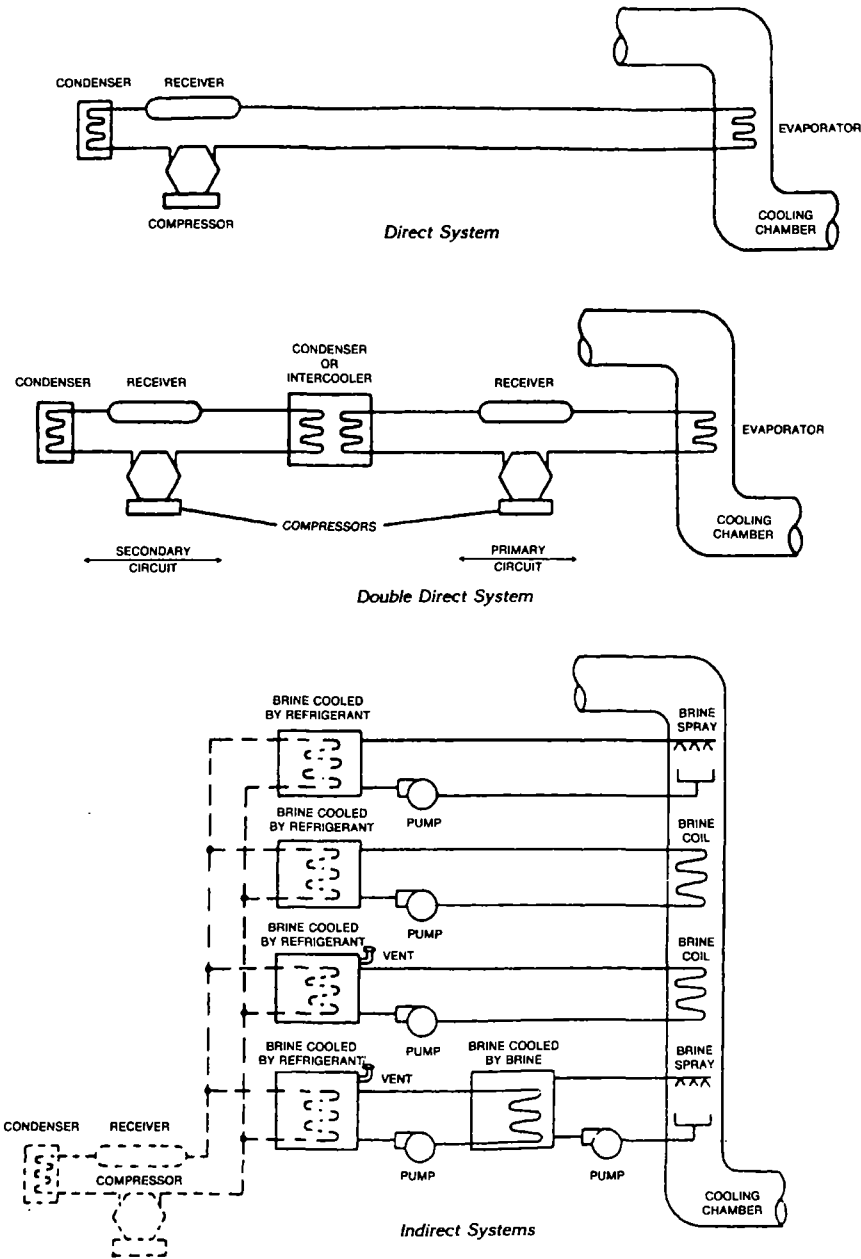 CONDENSER
RECEIVER
EVAPORATOR
COMPRESSOR
COOLING
CHAMBER
Direct System
CONDENSER
OR
INTERCOOLER
CONDENSER
RECEIVER
RECEIVER
EVAPORATOR
COMPRESSORS
COOLING
CHAMBER
SECONDARY
CIRCUIT
PRIMARY
CIRCUIT
Double Direct System
BRINE COOLED
BY REFRIGERANT
BRINE
SPRAY
PUMP
BRINE COOLED
BY REFRIGERANT
BRINE
COIL
PUMP
BRINE COOLED
BY REFRIGERANT
VENT
BRINE
COIL
PUMP
BRINE COOLED
BY REFRIGERANT
VENT
BRINE COOLED
BY BRINE
BRINE
SPRAY
PUMP
PUMP
CONDENSER
RECEIVER
COMPRESSOR
COOLING
CHAMBER
Indirect Systems